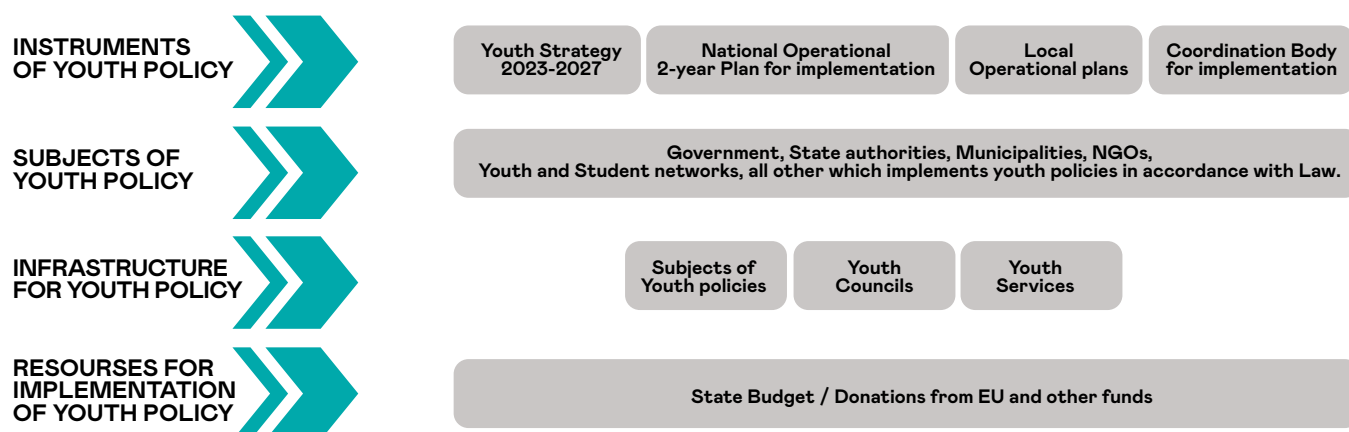 INSTRUMENTS
OF YOUTH POLICY
Youth Strategy
2023-2027
National Operational
2-year Plan for implementation
Local
Operational plans
Coordination Body
for implementation
SUBJECTS OF
YOUTH POLICY
Government, State authorities, Municipalities, NGOs,
Youth and Student networks, all other which implements youth policies in accordance with Law.
INFRASTRUCTURE
FOR YOUTH POLICY
Subjects of
Youth policies
Youth
Councils
Youth
Services
RESOURSES FOR
IMPLEMENTATION
OF YOUTH POLICY
State Budget / Donations from EU and other funds